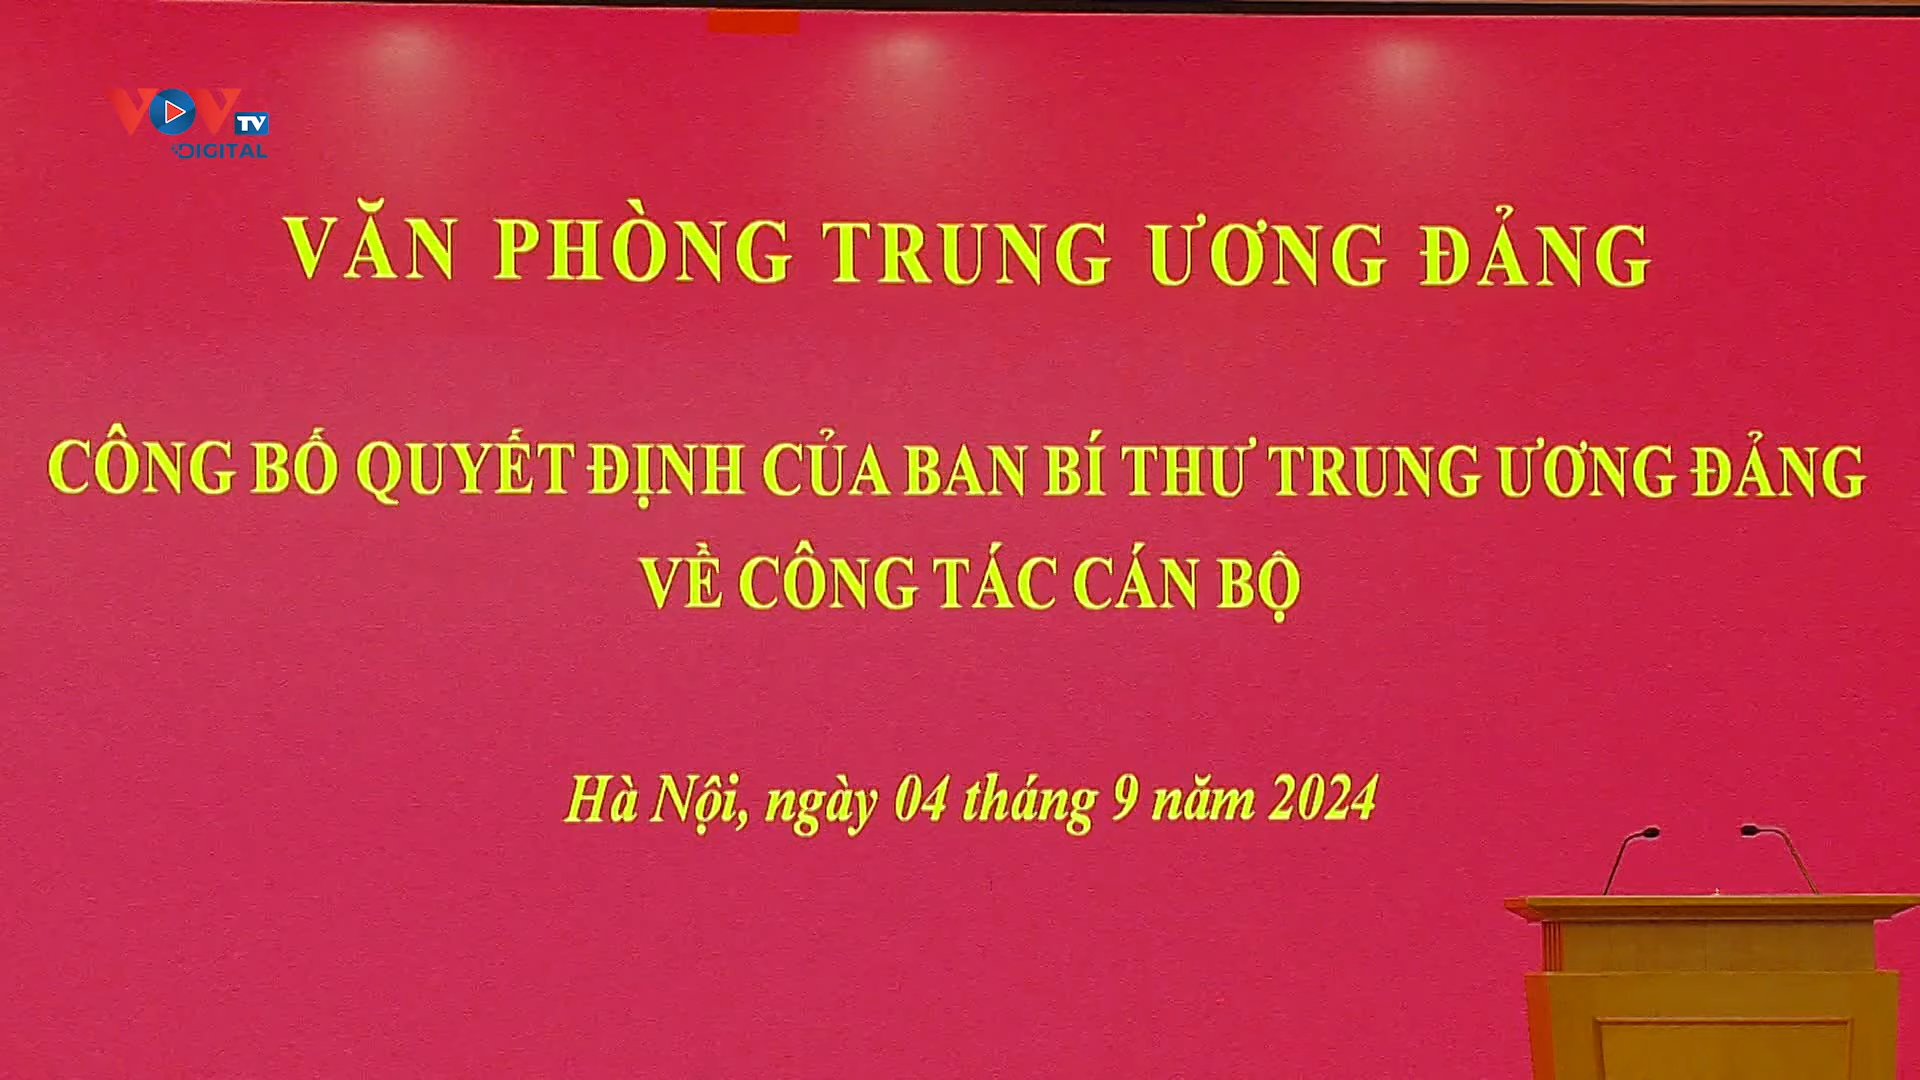 VOV TV
DIGITAL
VĂN PHÒNG TRUNG ƯƠNG ĐẢNG
CÔNG BỐ QUYẾT ĐỊNH CỦA BAN BÍ THƯ TRUNG ƯƠNG ĐẢNG
VỀ CÔNG TÁC CÁN BỘ
Hà Nội, ngày 04 tháng 9 năm 2024